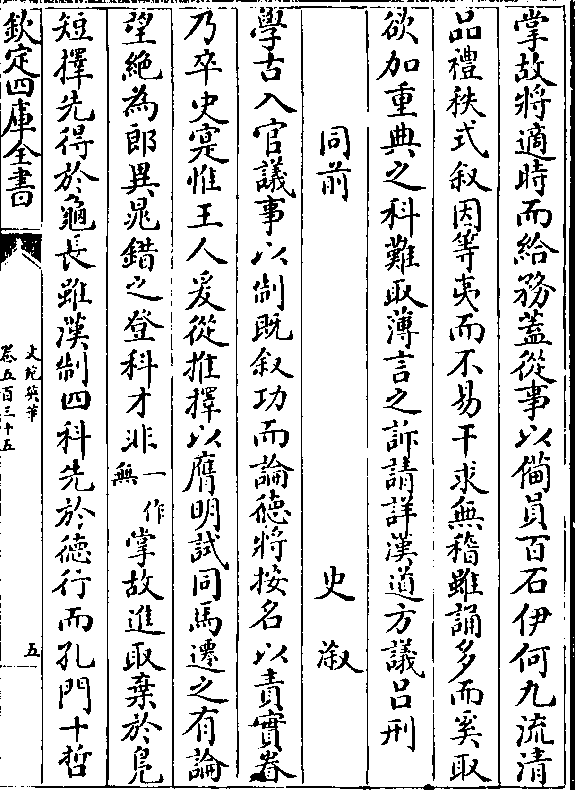 掌故將適時而給務蓋從事以備員百石伊何九流清
品禮秩式叙因等夷而不易干求無稽雖誦多而奚取
欲加重典之科難取薄言之訴請詳漢道方議呂刑
同前 史淑
學古入官議事以制既叙功而論德將按名以責實眷
乃卒史寔惟王人爰從推擇以膺明試同馬遷之有論
望絶為郎異晁錯之登科才非一作無掌故進取棄於凫
短擇先得於龜長雖漢制四科先於德行而孔門十哲
欽定四庫全書
文苑英華
卷五百三十五
五